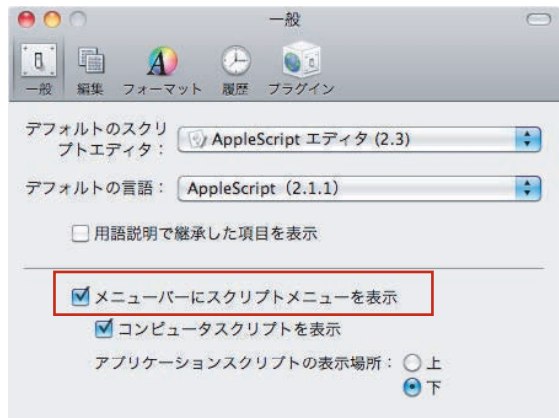 一般
一般 編集 フォーマット 履歴 プラグイン
デフォルトのスクリ
プトエディタ： AppleScript エディタ (2.3)
デフォルトの言語： AppleScript (2.1.1)
用語説明で継承した項目を表示
メニューバーにスクリプトメニューを表示
コンピュータスクリプトを表示
アプリケーションスクリプトの表示場所： 上
下